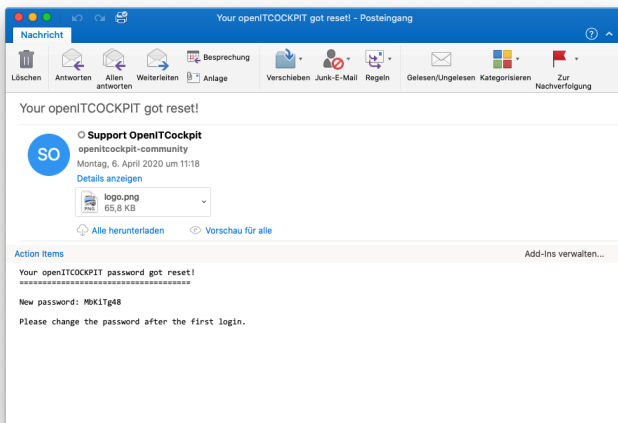 Your openITCOCKPIT got reset! - Posteingang
Nachricht
Löschen
Antworten
Allen antworten
Weiterleiten
Besprechung
Anlage
Verschieben
Junk-E-Mail
Regeln
Gelesen/Ungelesen
Kategorisieren
Zur Nachverfolgung
Your openITCOCKPIT got reset!
SO
Support OpenITCockpit
openitcockpit-community
Montag, 6. April 2020 um 11:18
Details anzeigen
PNG
logo.png
65,8 KB
Alle herunterladen
Vorschau für alle
Action Items
Add-Ins verwalten...
Your openITCOCKPIT password got reset!
=====================================
New password: MbKiTg48
Please change the password after the first login.